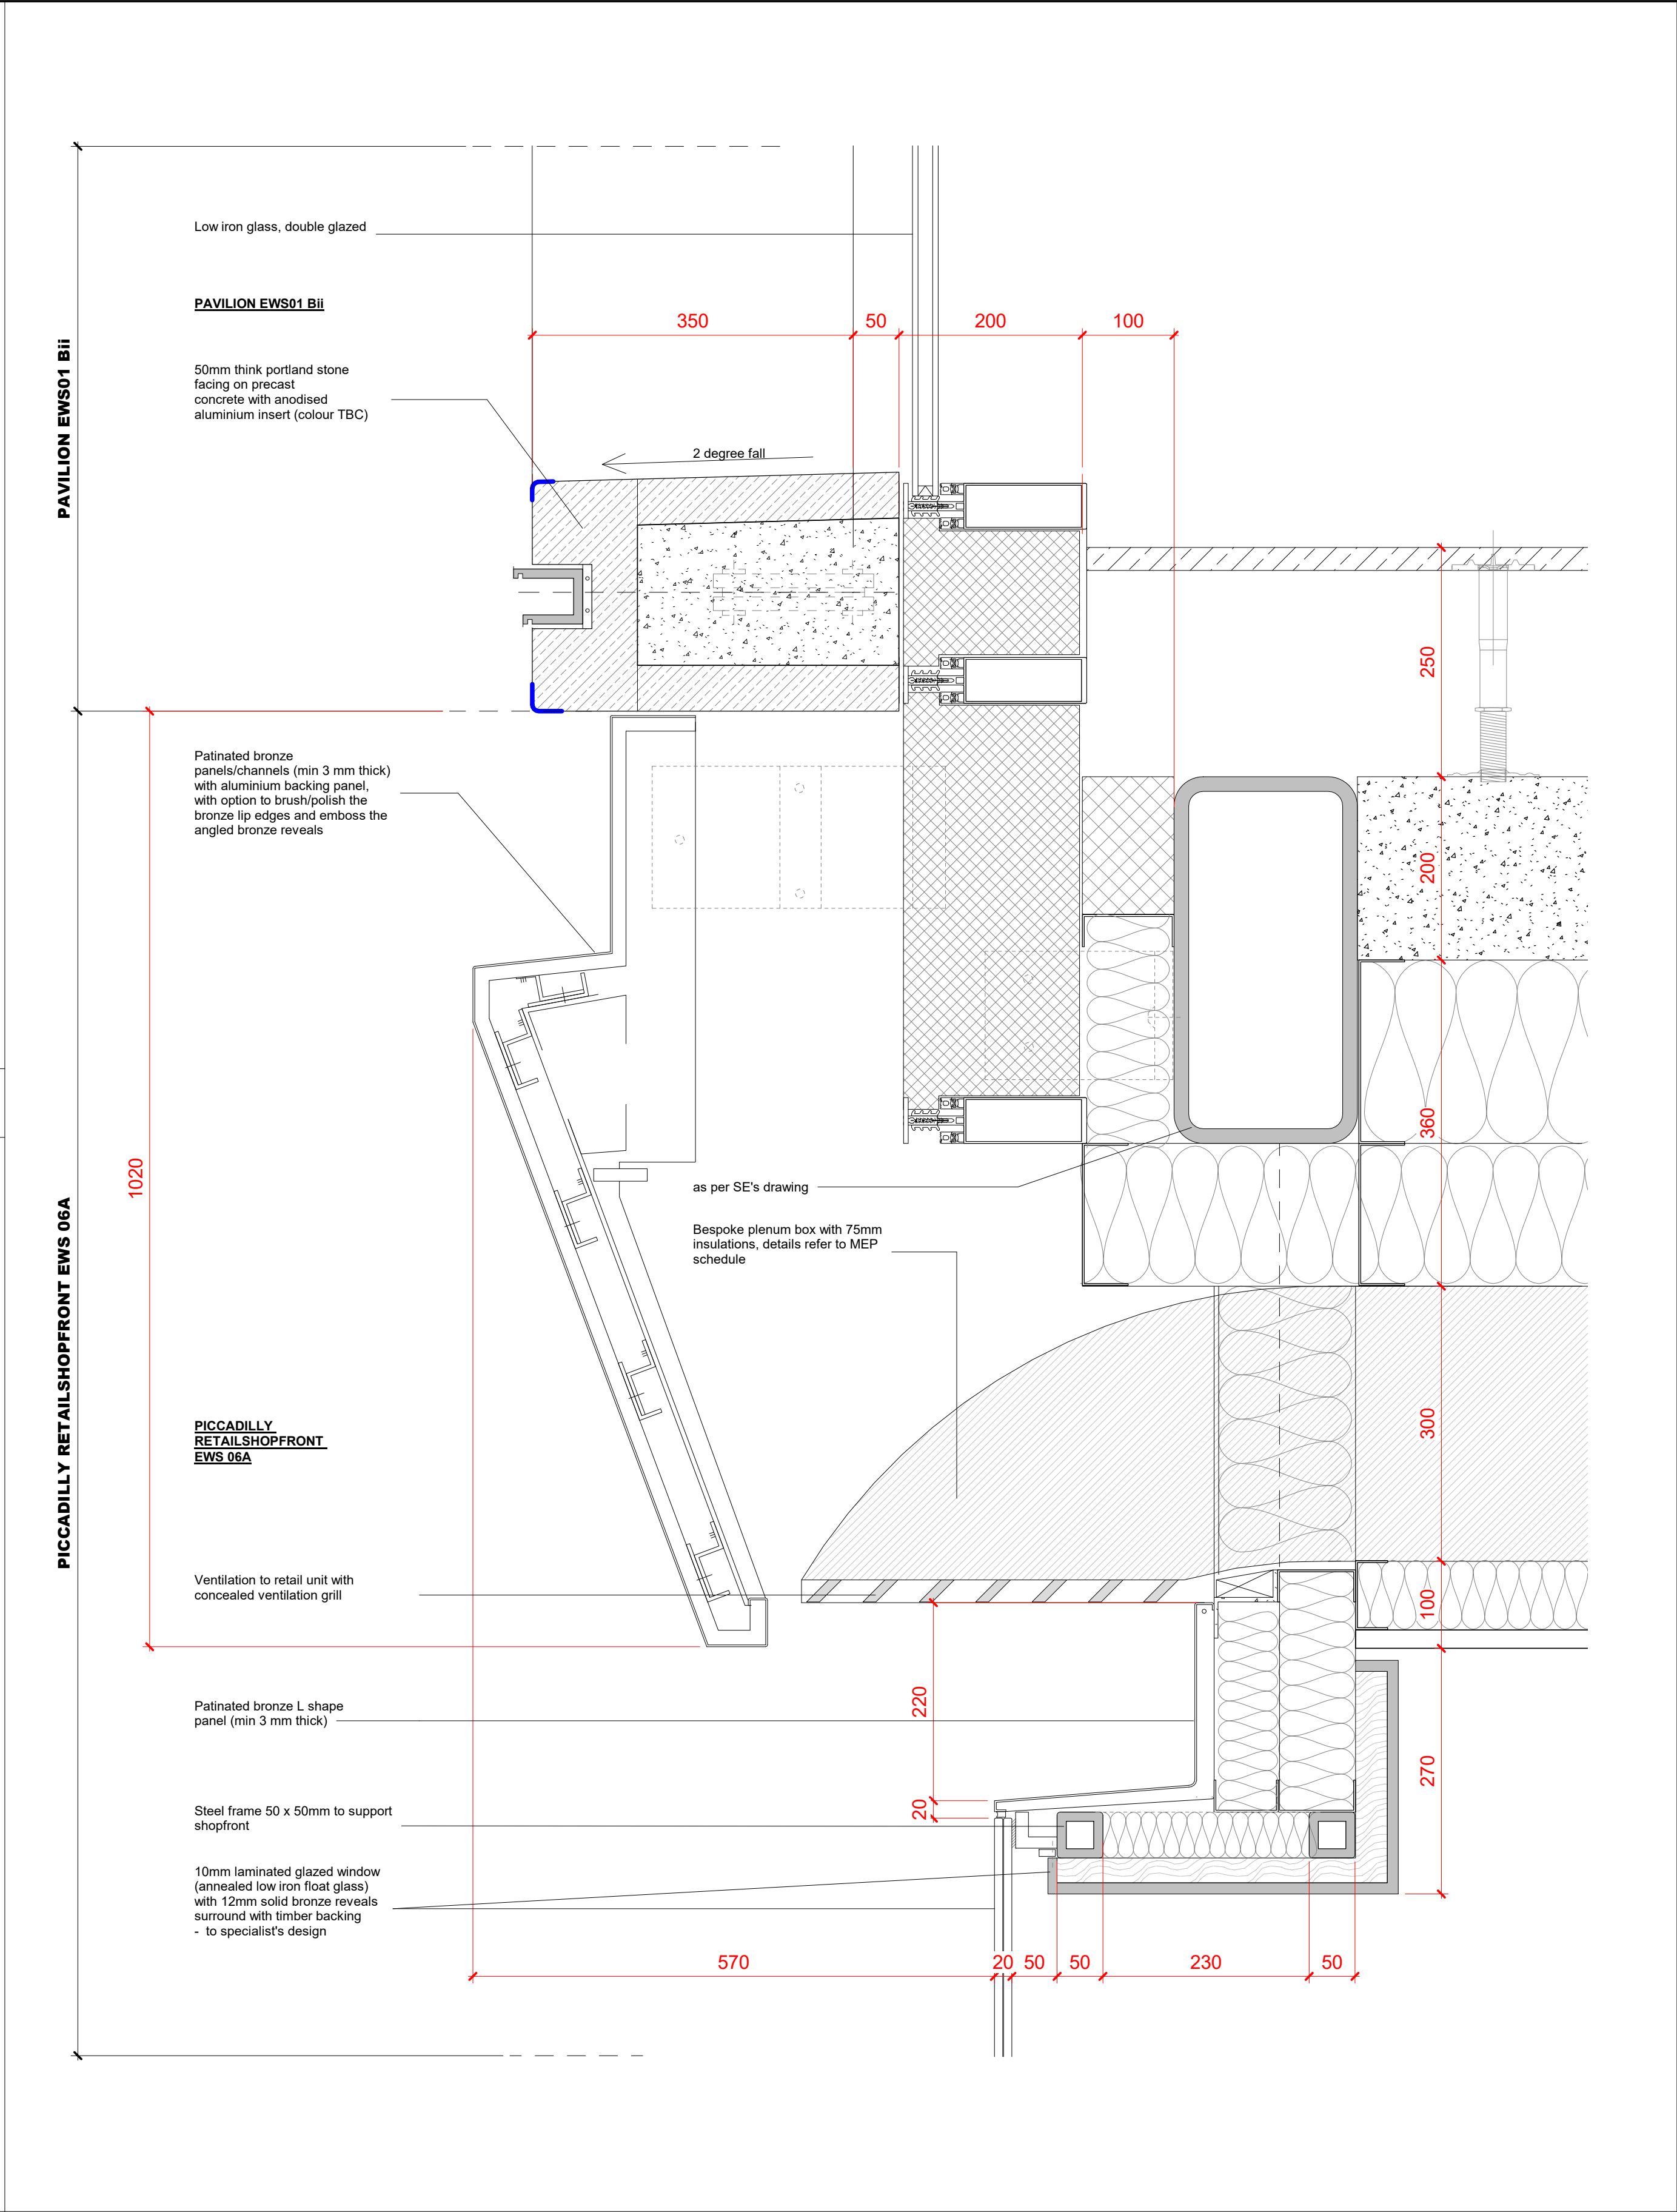 Low iron glass, double glazed
PAVILION EWS01 Bii
PAVILION EWS01 Bii
350
50
200
100
50mm think portland stone
facing on precast
concrete with anodised
aluminium insert (colour TBC)
2 degree fall
250
Patinated bronze
panels/channels (min 3 mm thick)
with aluminium backing panel,
with option to brush/polish the
bronze lip edges and emboss the
angled bronze reveals
200
360
1020
as per SE's drawing
Bespoke plenum box with 75mm
insulations, details refer to MEP
schedule
PICCADILLY RETAILSHOPFRONT EWS 06A
PICCADILLY
RETAILSHOPFRONT
EWS 06A
300
Ventilation to retail unit with
concealed ventilation grill
100
Patinated bronze L shape
panel (min 3 mm thick)
220
270
Steel frame 50 x 50mm to support
shopfront
20
10mm laminated glazed window
(annealed low iron float glass)
with 12mm solid bronze reveals
surround with timber backing
- to specialist's design
570
20
50
50
230
50